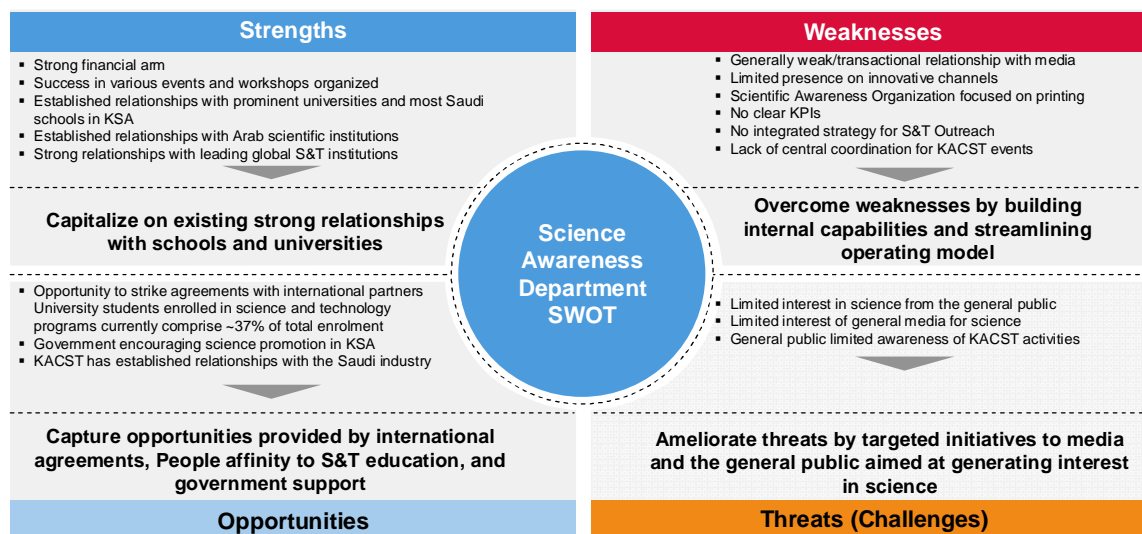 Strengths
▪ Strong financial arm
▪ Success in various events and workshops organized
▪ Established relationships with prominent universities and most Saudi
schools in KSA
▪ Established relationships with Arab scientific institutions
▪ Strong relationships with leading global S&T institutions
Capitalize on existing strong relationships
with schools and universities
Weaknesses
▪ Generally weak/transactional relationship with media
▪ Limited presence on innovative channels
▪ Scientific Awareness Organization focused on printing
▪ No clear KPIs
▪ No integrated strategy for S&T Outreach
▪ Lack of central coordination for KACST events
Overcome weaknesses by building
internal capabilities and streamlining
operating model
Science
Awareness
Department
SWOT
▪ Opportunity to strike agreements with international partners
University students enrolled in science and technology
programs currently comprise ~37% of total enrolment
▪ Government encouraging science promotion in KSA
▪ KACST has established relationships with the Saudi industry
Capture opportunities provided by international
agreements, People affinity to S&T education, and
government support
Opportunities
▪ Limited interest in science from the general public
▪ Limited interest of general media for science
▪ General public limited awareness of KACST activities
Ameliorate threats by targeted initiatives to media
and the general public aimed at generating interest
in science
Threats (Challenges)